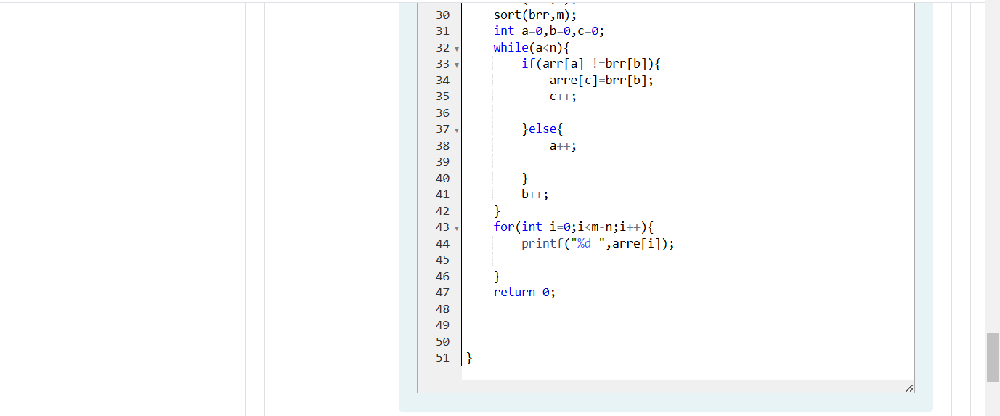 30 sort(brr,m);
31 int a=0,b=0,c=0;
32 while(a<n){
33 if(arr[a] !=brr[b]){
34 arre[c]=brr[b];
35 c++;
36
37 }else{
38 a++;
39
40 }
41 b++;
42 }
43 for(int i=0;i<m-n;i++){
44 printf("%d ",arre[i]);
45
46 }
47 return 0;
48
49
50
51 }